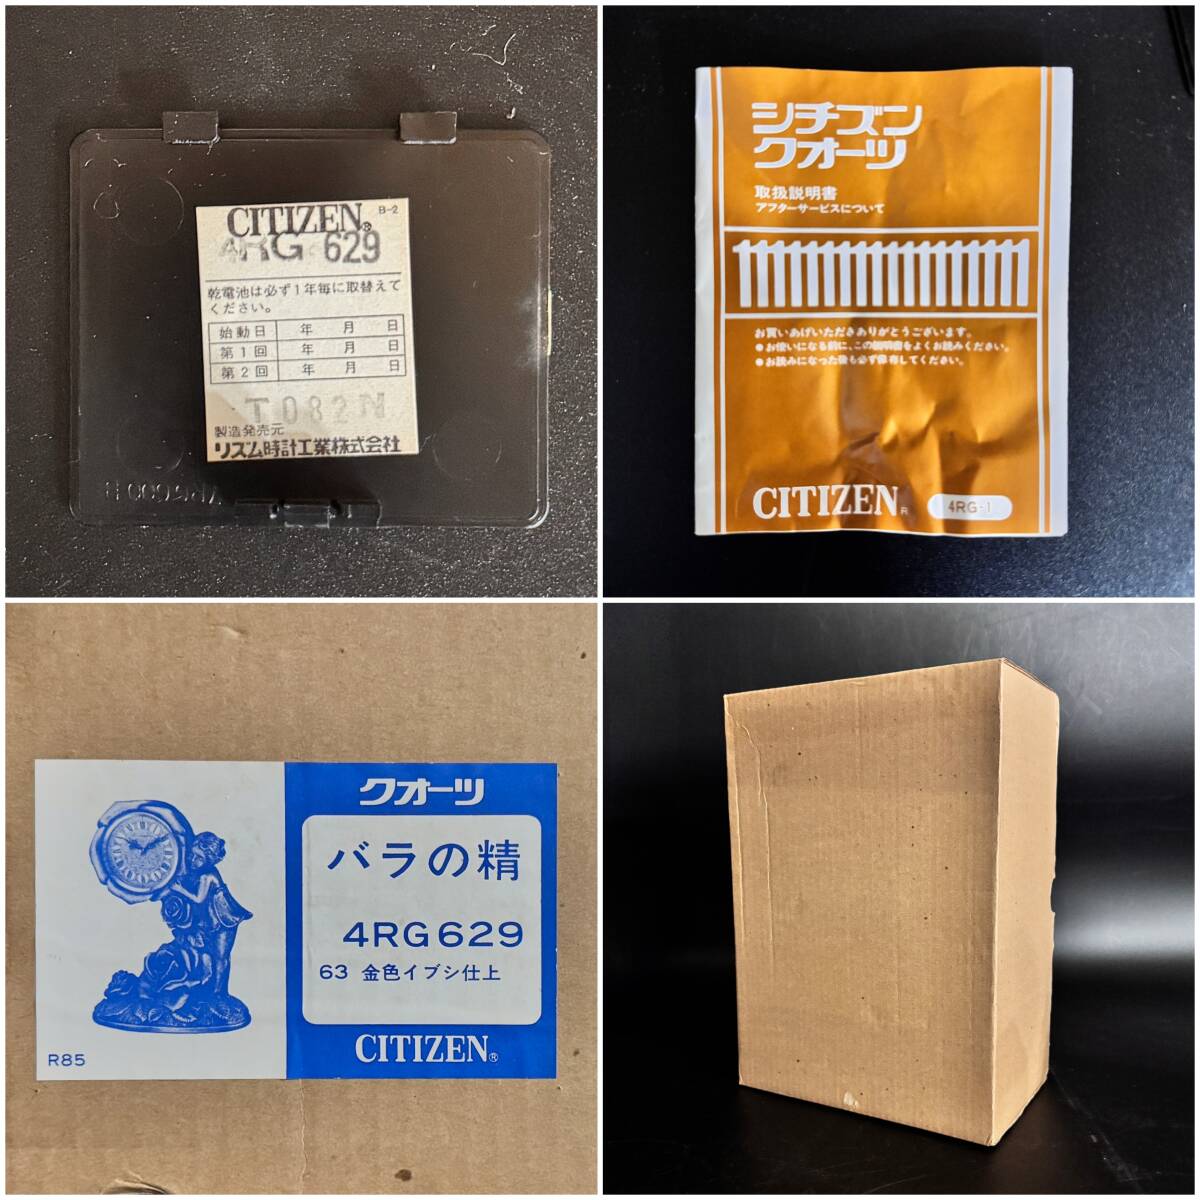 CITIZEN® B-2
4RG 629
乾電池は必ず1年毎に取替えて
ください。
始動日 年 月 日
第1回 年 月 日
第2回 年 月 日
T082N
製造発売元
リズム時計工業株式会社
シチズン
クオーツ
取扱説明書
アフターサービスについて
お買いあげいただきありがとうございます。
●お使いになる前に、この説明書をよくお読みください。
●お読みになった後も必ず保存してください。
CITIZEN® 4RG-1
クオーツ
バラの精
4RG629
63 金色イブシ仕上
CITIZEN®
R85